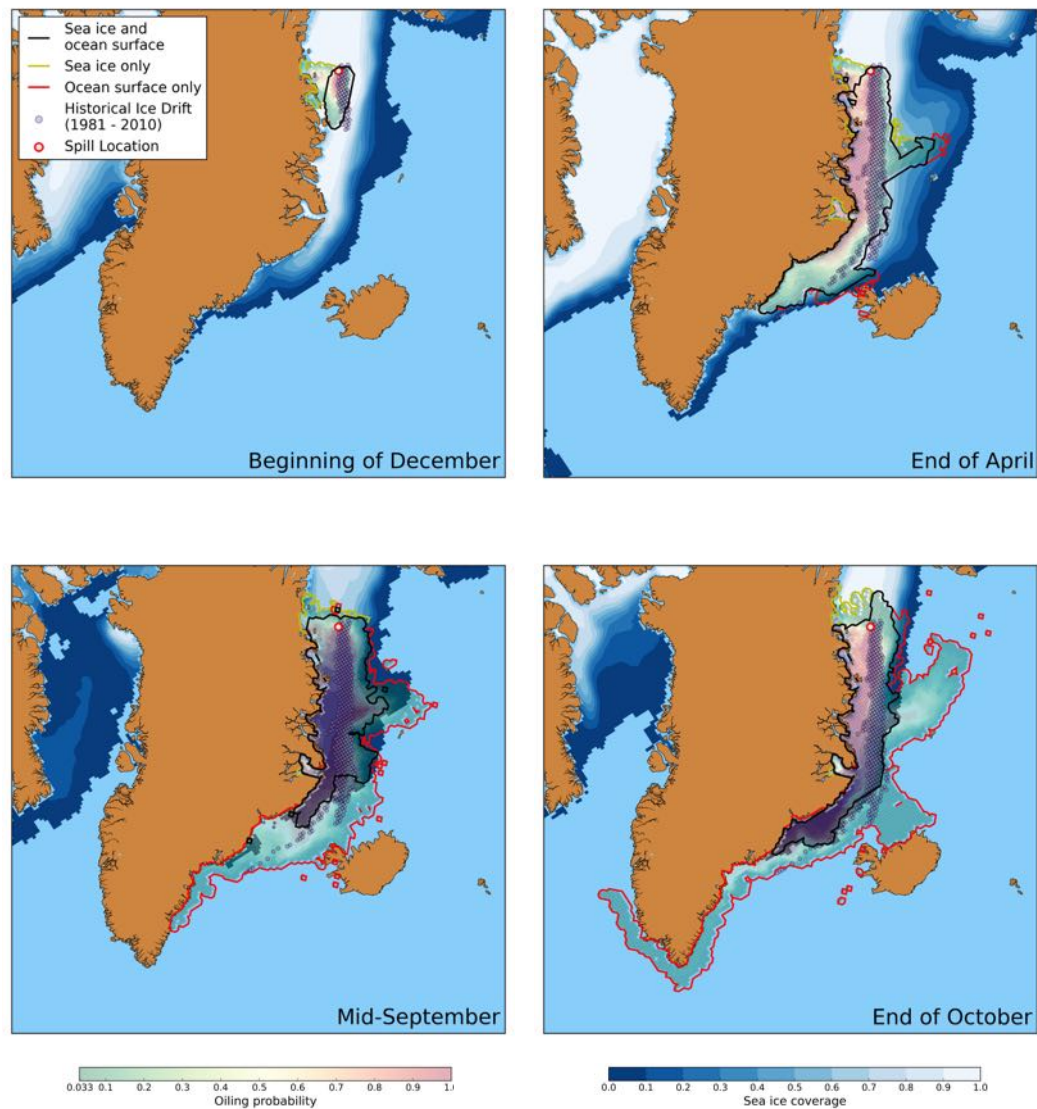 Sea ice and
ocean surface
Sea ice only
Ocean surface only
Historical Ice Drift
(1981 - 2010)
Spill Location
Beginning of December
End of April
Mid-September
End of October
0.033 0.1 0.2 0.3 0.4 0.5 0.6 0.7 0.8 0.9 1.0
Oiling probability
0.0 0.1 0.2 0.3 0.4 0.5 0.6 0.7 0.8 0.9 1.0
Sea ice coverage